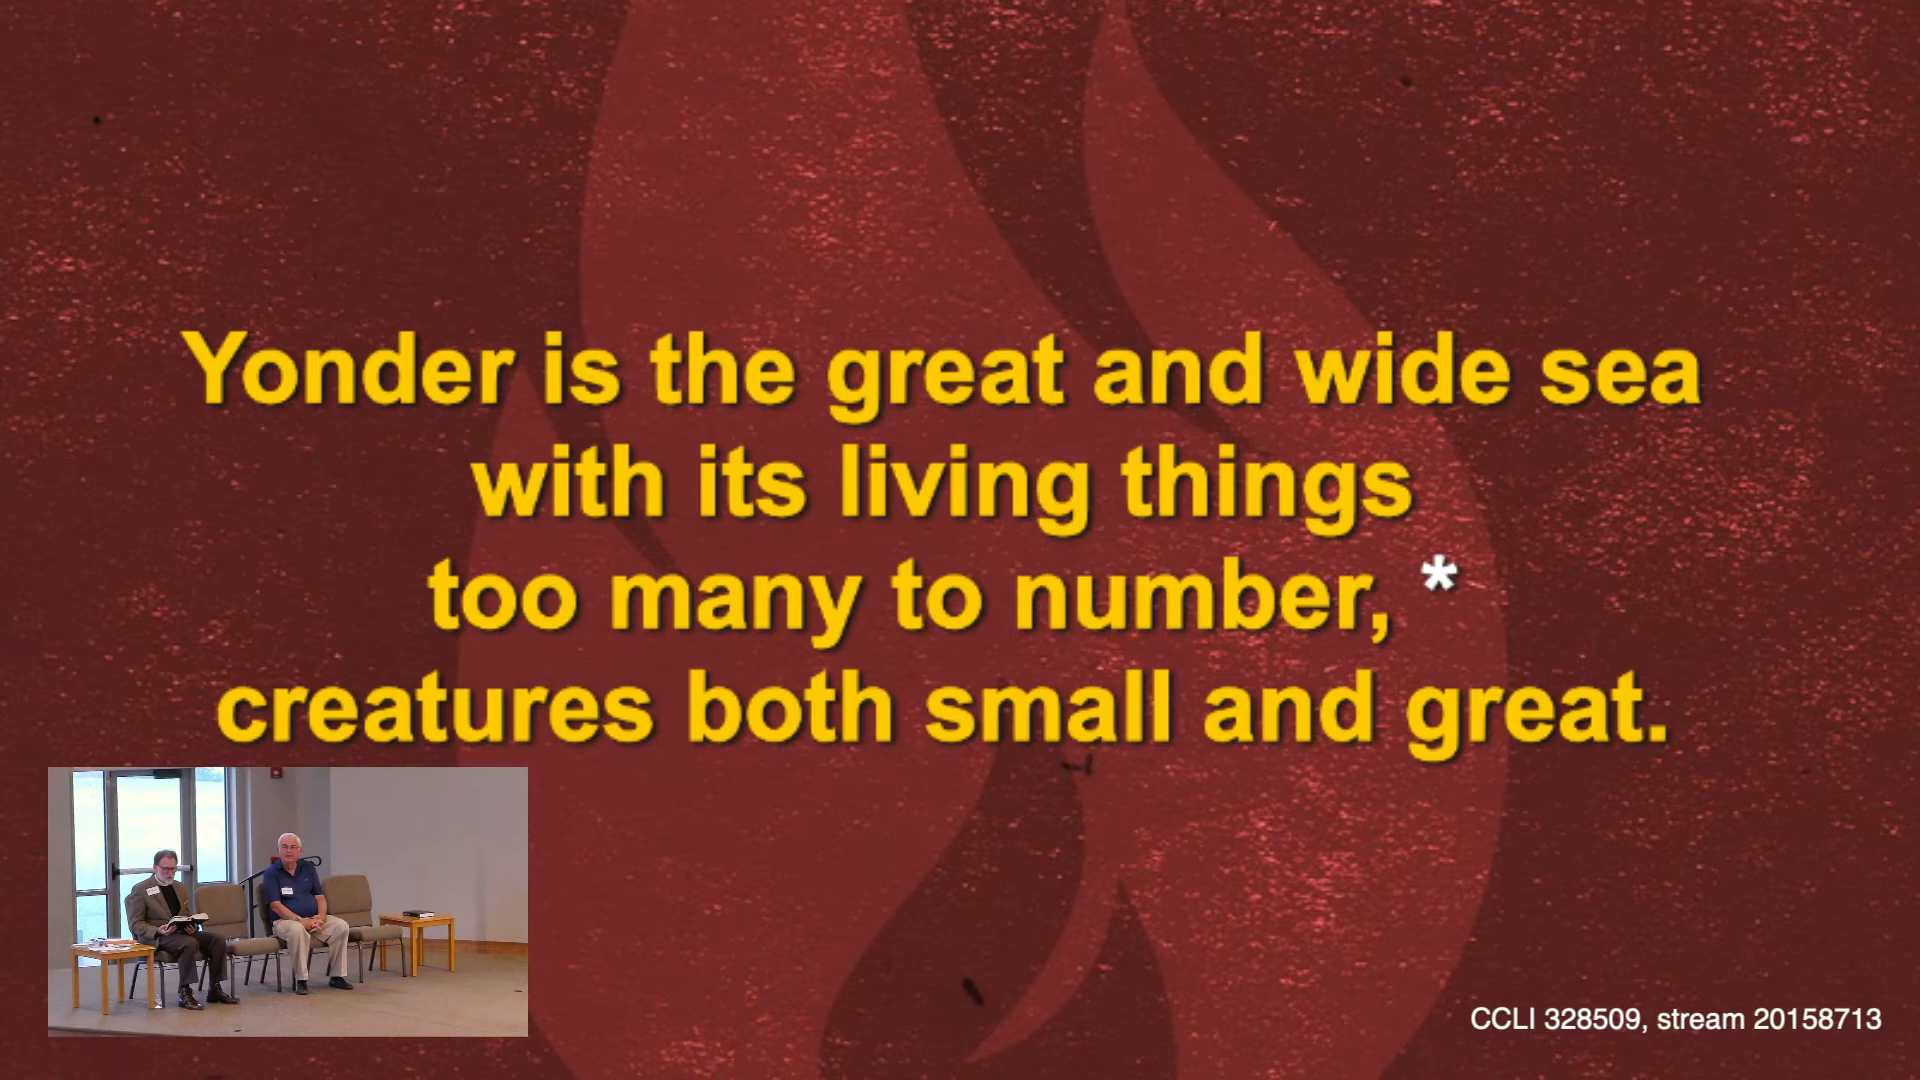 Yonder is the great and wide sea
with its living things
too many to number, *
creatures both small and great.
CCLI 328509, stream 20158713